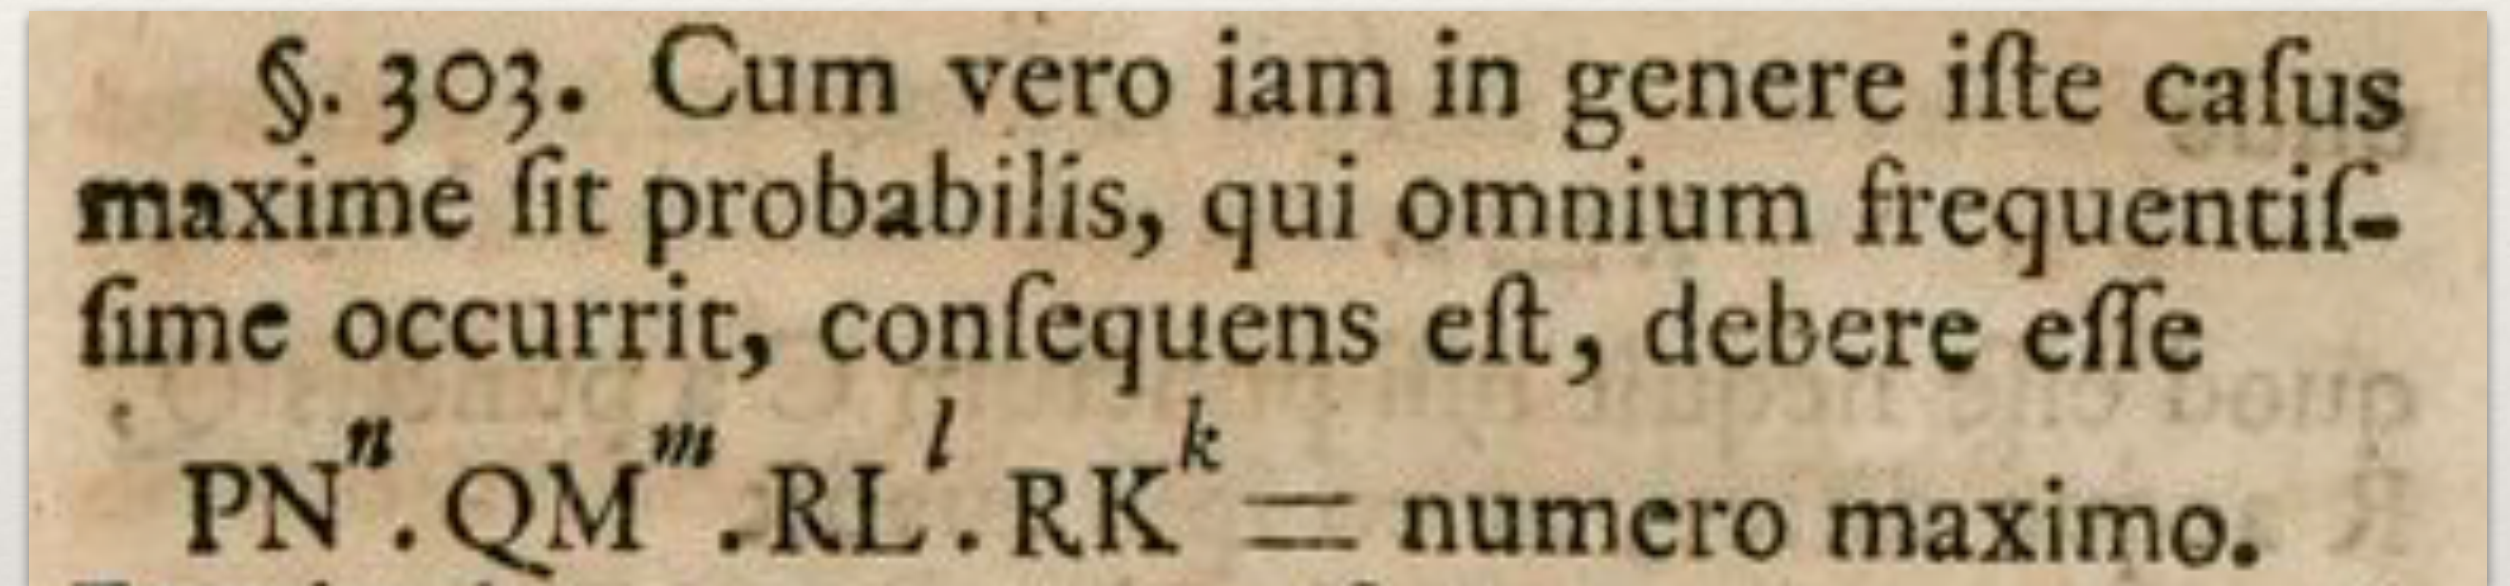 §. 303. Cum vero iam in genere iſte caſus
maxime ſit probabilis, qui omnium frequentiſ-
ſime occurrit, conſequens eſt, debere eſſe
PNⁿ . QMᵐ . RLˡ . RKᵏ = numero maximo.